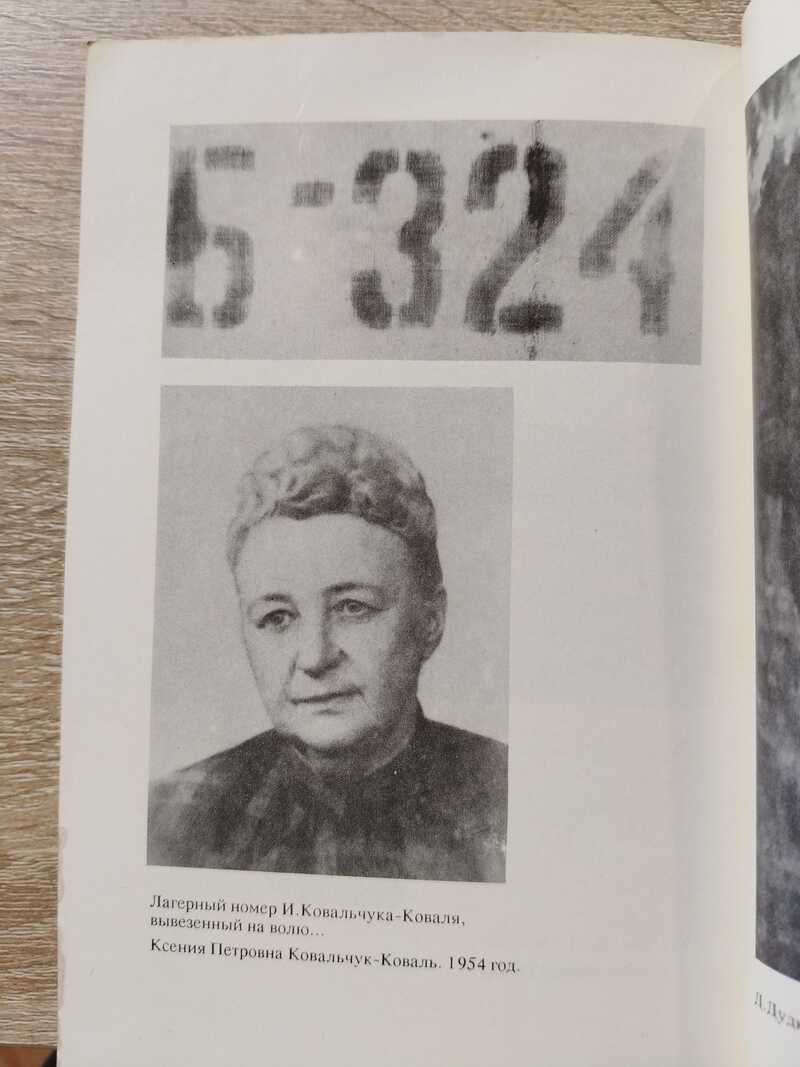 Б-324
Лагерный номер И.Ковальчука-Коваля,
вывезенный на волю...
Ксения Петровна Ковальчук-Коваль. 1954 год.